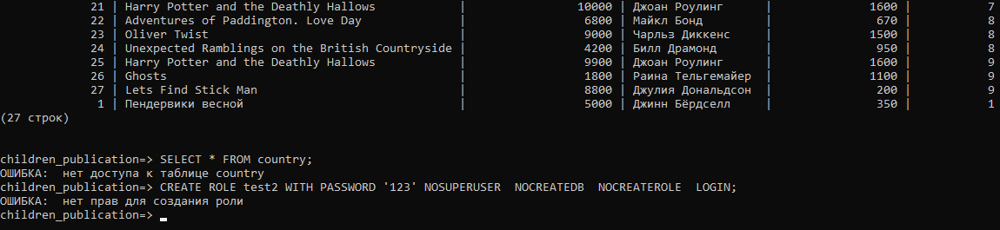 21 | Harry Potter and the Deathly Hallows | 10000 | Джоан Роулинг | 1600 | 7
22 | Adventures of Paddington. Love Day | 6800 | Майкл Бонд | 670 | 8
23 | Oliver Twist | 9000 | Чарльз Диккенс | 1500 | 8
24 | Unexpected Ramblings on the British Countryside | 4200 | Билл Драмонд | 950 | 8
25 | Harry Potter and the Deathly Hallows | 9900 | Джоан Роулинг | 1600 | 9
26 | Ghosts | 1800 | Раина Тельгемайер | 1100 | 9
27 | Lets Find Stick Man | 8800 | Джулия Дональдсон | 200 | 9
1 | Пендервики весной | 5000 | Джинн Бёрдселл | 350 | 1
(27 строк)
children_publication=> SELECT * FROM country;
ОШИБКА:  нет доступа к таблице country
children_publication=> CREATE ROLE test2 WITH PASSWORD '123' NOSUPERUSER  NOCREATEDB  NOCREATEROLE  LOGIN;
ОШИБКА:  нет прав для создания роли
children_publication=>